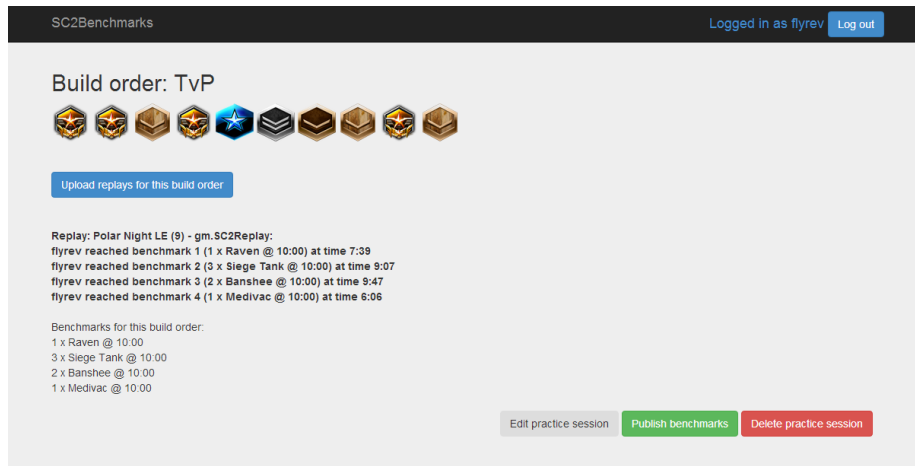 SC2Benchmarks
Logged in as flyrev Log out
Build order: TvP
Upload replays for this build order
Replay: Polar Night LE (9) - gm.SC2Replay:
flyrev reached benchmark 1 (1 x Raven @ 10:00) at time 7:39
flyrev reached benchmark 2 (3 x Siege Tank @ 10:00) at time 9:07
flyrev reached benchmark 3 (2 x Banshee @ 10:00) at time 9:47
flyrev reached benchmark 4 (1 x Medivac @ 10:00) at time 6:06
Benchmarks for this build order:
1 x Raven @ 10:00
3 x Siege Tank @ 10:00
2 x Banshee @ 10:00
1 x Medivac @ 10:00
Edit practice session Publish benchmarks Delete practice session